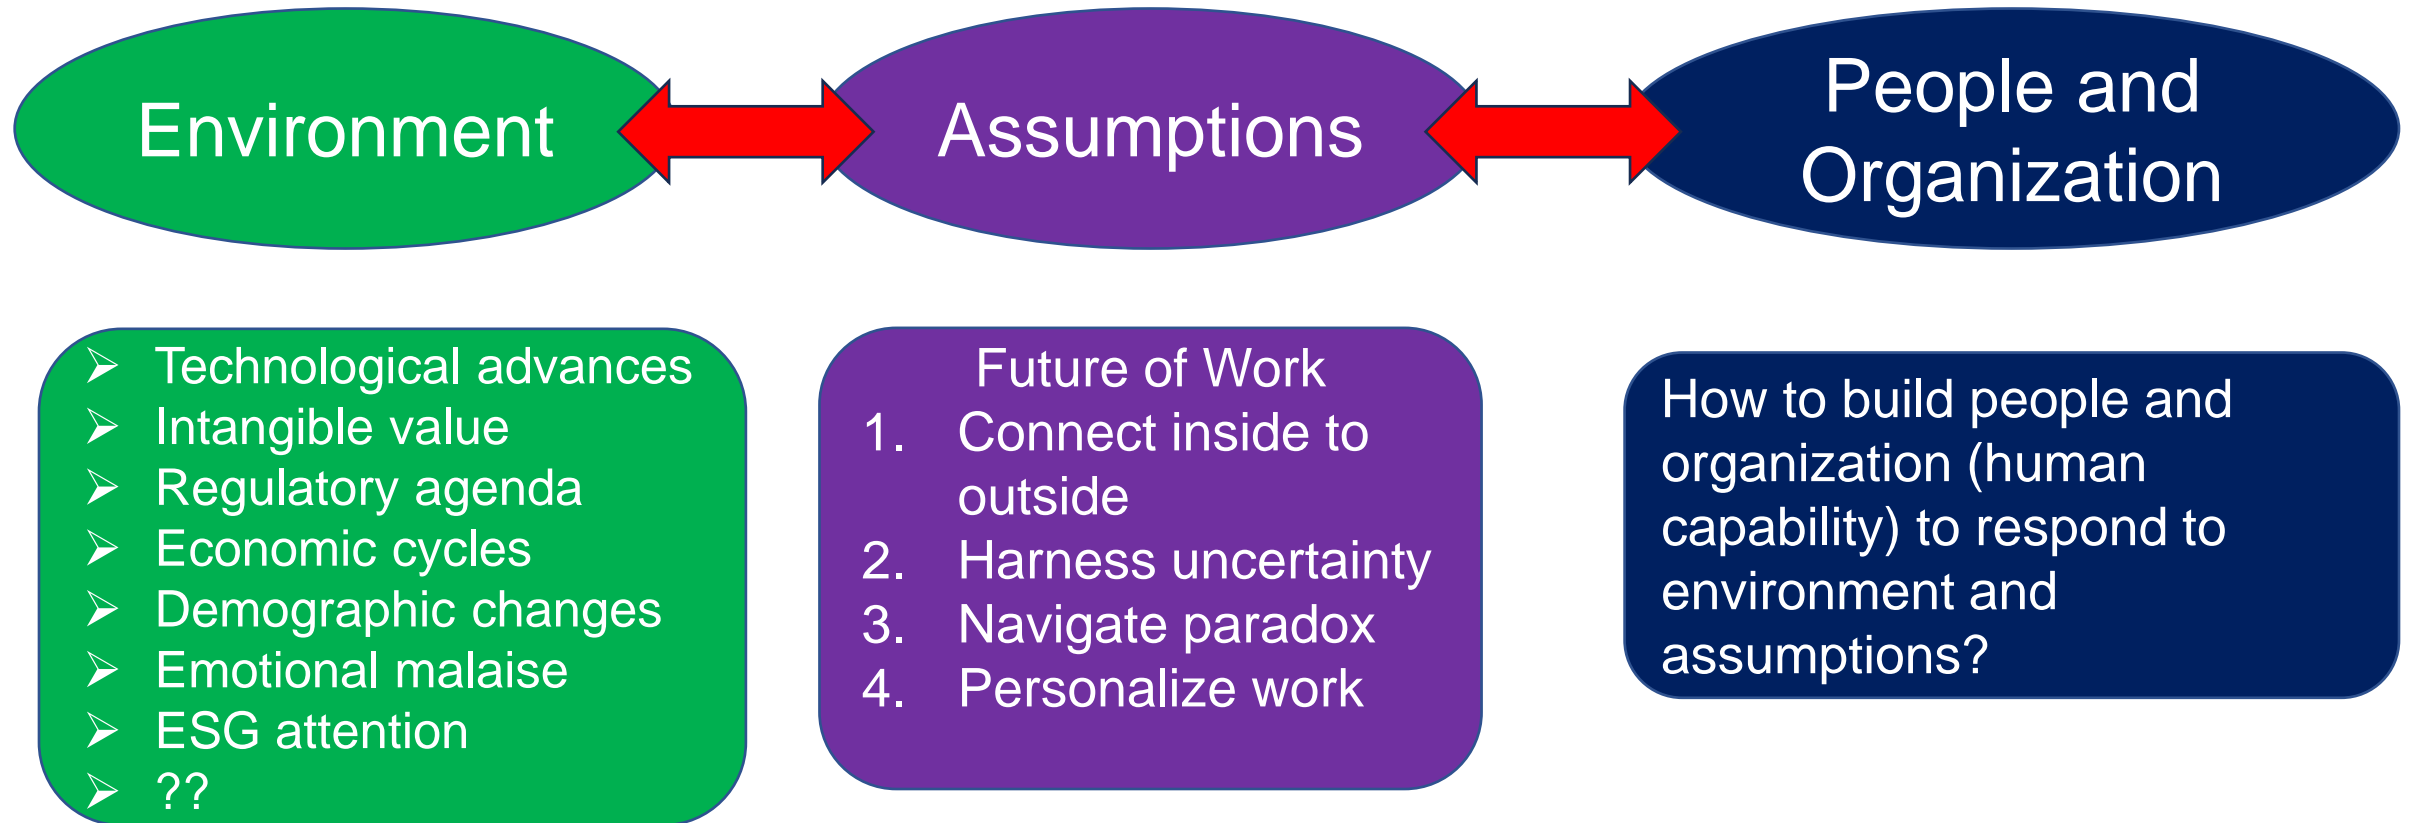 Environment
Assumptions
People and
Organization
➢ Technological advances
➢ Intangible value
➢ Regulatory agenda
➢ Economic cycles
➢ Demographic changes
➢ Emotional malaise
➢ ESG attention
➢ ??
Future of Work
1. Connect inside to
outside
2. Harness uncertainty
3. Navigate paradox
4. Personalize work
How to build people and
organization (human
capability) to respond to
environment and
assumptions?